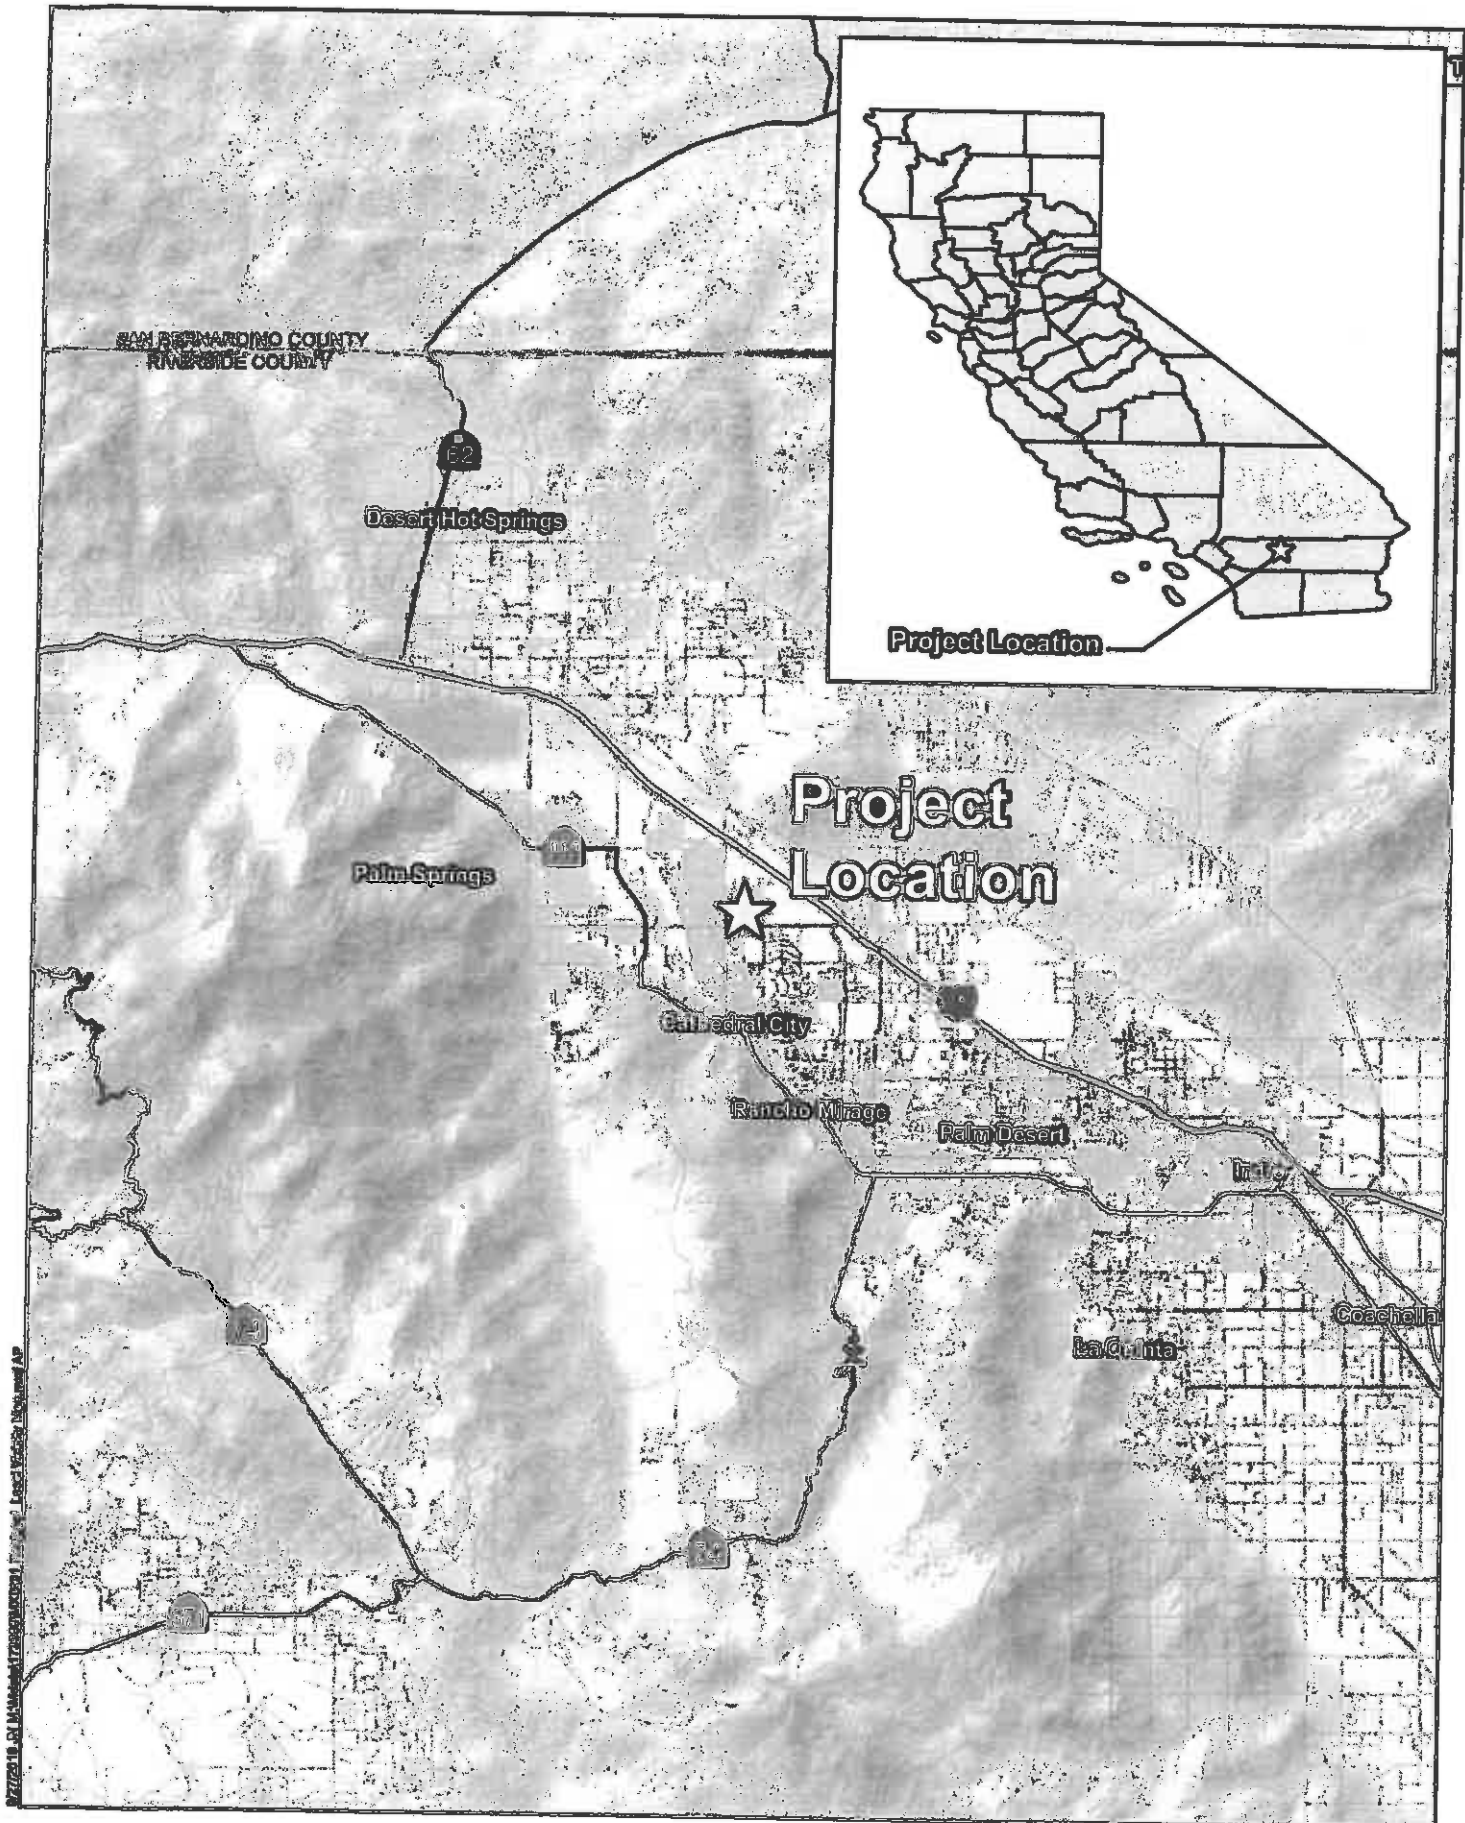 SAN BERNARDINO COUNTY
RIVERSIDE COUNTY
62
Desert Hot Springs
Project Location
Project
Location
111
Palm Springs
Cathedral City
Rancho Mirage
Palm Desert
Coachella
La Quinta
74
74
371